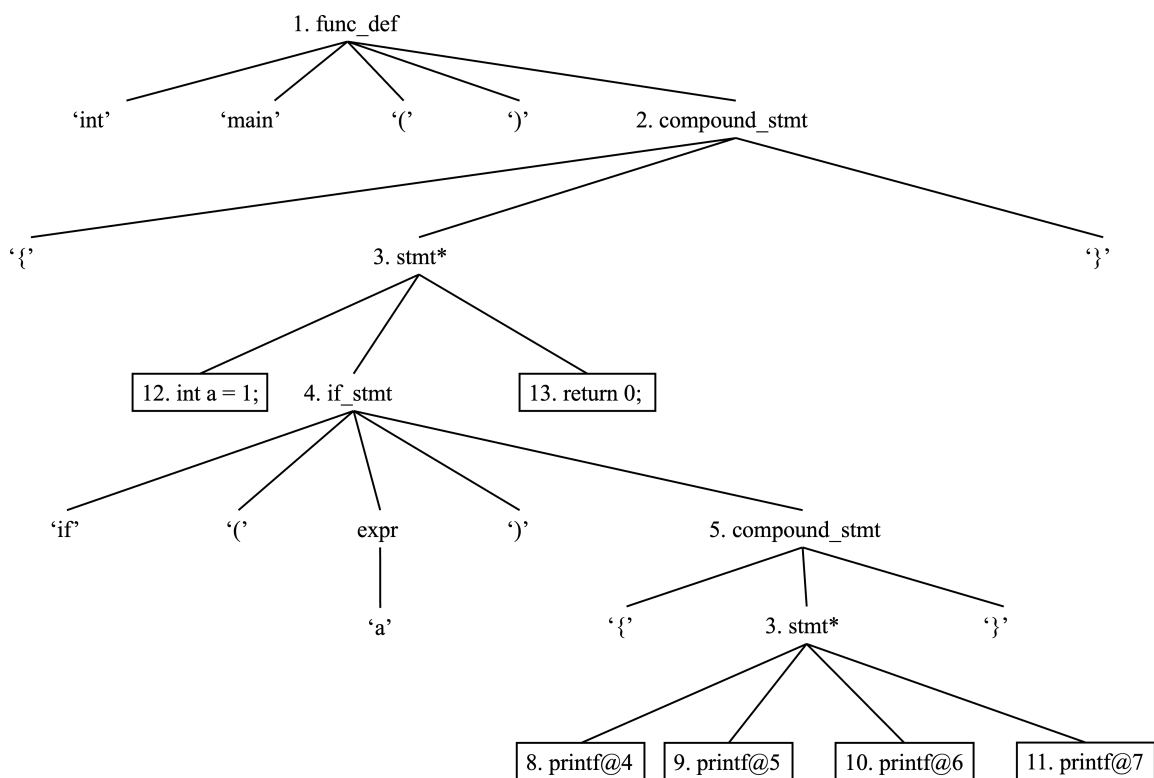 1. func_def
‘int’ ‘main’ ‘(’ ‘)’ 2. compound_stmt
‘{’ 3. stmt* ‘}’
12. int a = 1; 4. if_stmt 13. return 0;
‘if’ ‘(’ expr ‘)’ 5. compound_stmt
‘a’ ‘{’ 3. stmt* ‘}’
8. printf@4 9. printf@5 10. printf@6 11. printf@7